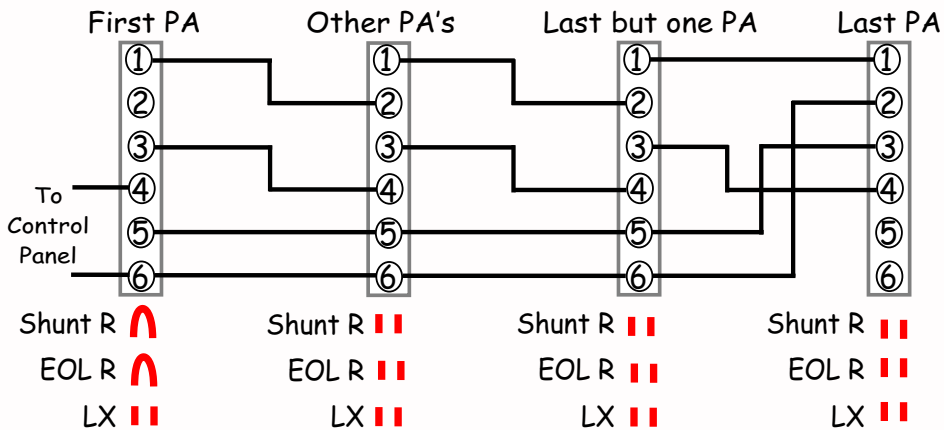 First PA Other PA's Last but one PA Last PA
1 1 1 1
2 2 2 2
3 3 3 3
4 4 4 4
5 5 5 5
6 6 6 6
To
Control
Panel
Shunt R Shunt R Shunt R Shunt R
EOL R EOL R EOL R EOL R
LX LX LX LX